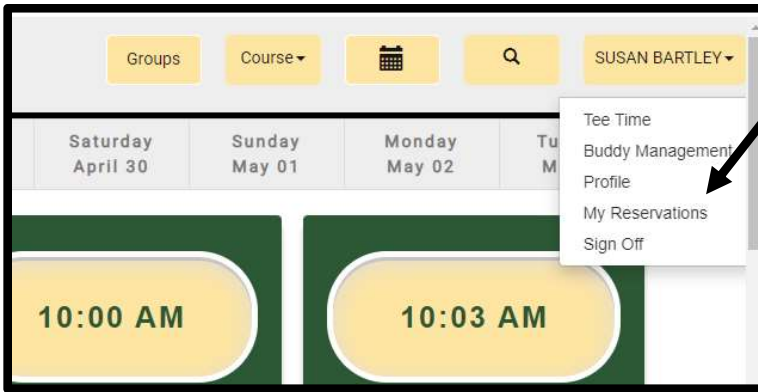 Groups Course SUSAN BARTLEY
Tee Time
Buddy Management
Profile
My Reservations
Sign Off
Saturday
April 30
Sunday
May 01
Monday
May 02
10:00 AM
10:03 AM